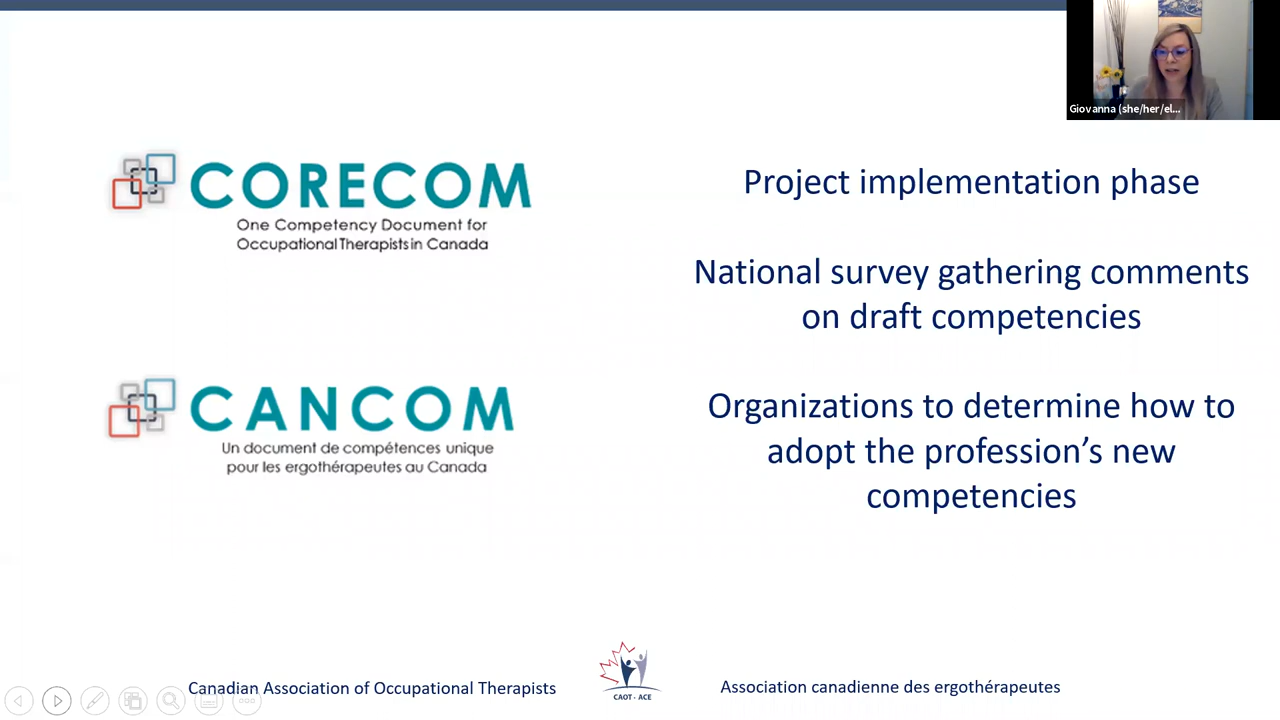 Giovanna (she/her/el...
CORECOM
One Competency Document for
Occupational Therapists in Canada
Project implementation phase
National survey gathering comments
on draft competencies
CANCOM
Un document de compétences unique
pour les ergothérapeutes au Canada
Organizations to determine how to
adopt the profession’s new
competencies
Canadian Association of Occupational Therapists
CAOT - ACE
Association canadienne des ergothérapeutes